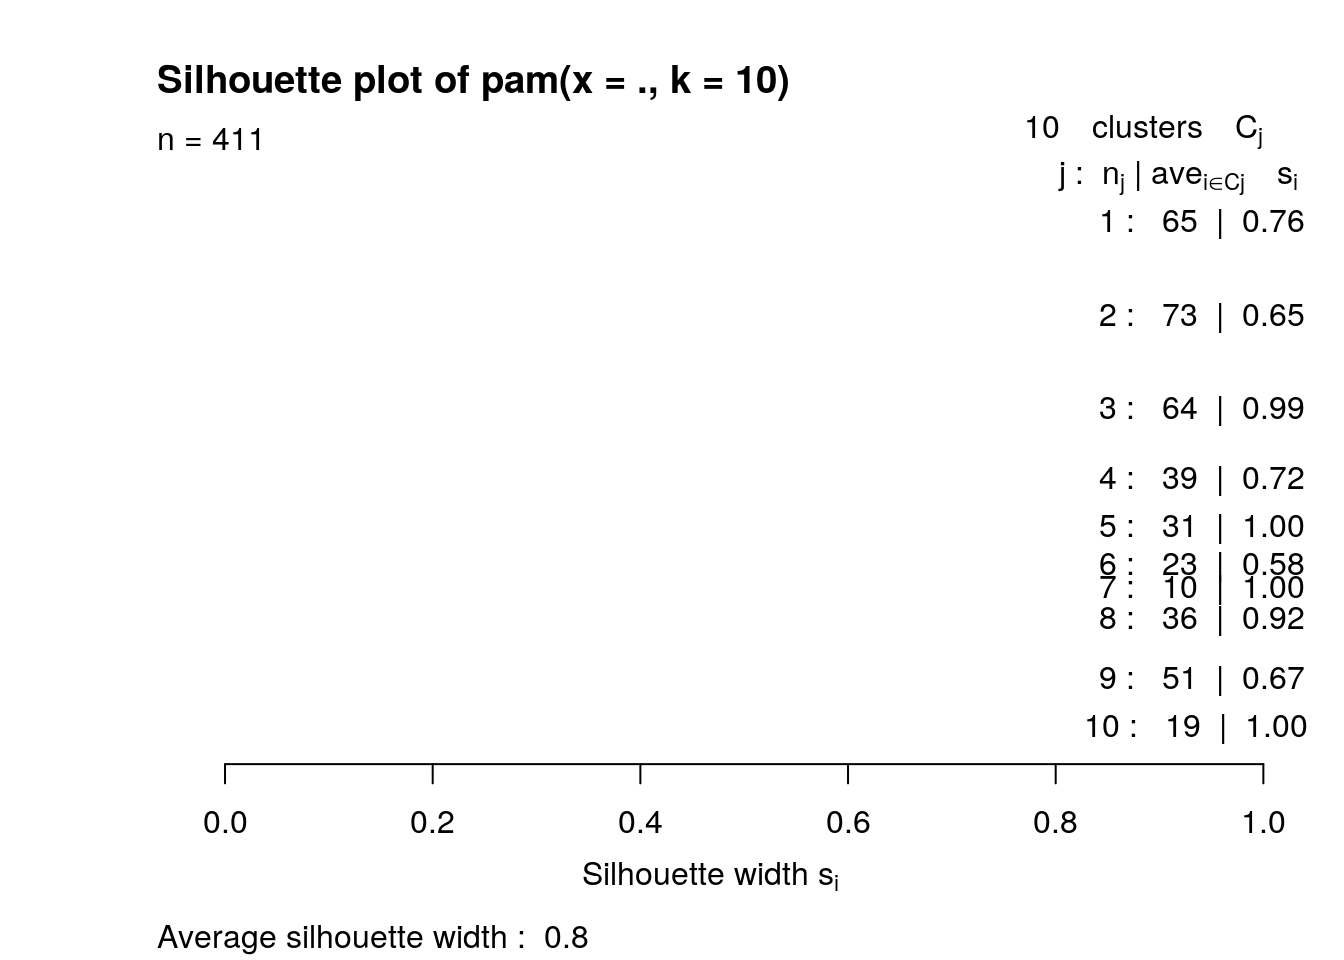 Silhouette plot of pam(x = ., k = 10)
n = 411
10 clusters Cj
j : nj | avei∈Cj si
1 : 65 | 0.76
2 : 73 | 0.65
3 : 64 | 0.99
4 : 39 | 0.72
5 : 31 | 1.00
6 : 23 | 0.58
7 : 10 | 1.00
8 : 36 | 0.92
9 : 51 | 0.67
10 : 19 | 1.00
0.0 0.2 0.4 0.6 0.8 1.0
Silhouette width si
Average silhouette width : 0.8